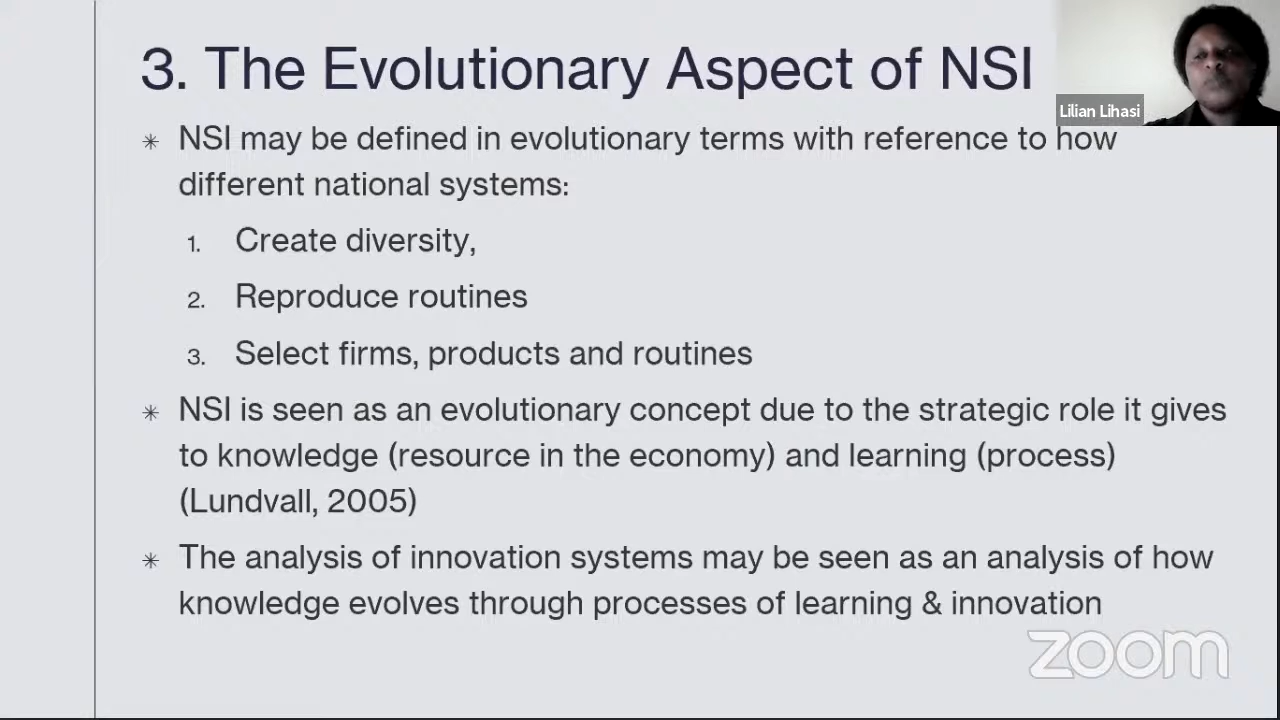 3. The Evolutionary Aspect of NSI
Lilian Lihasi
✳ NSI may be defined in evolutionary terms with reference to how
different national systems:
1. Create diversity,
2. Reproduce routines
3. Select firms, products and routines
✳ NSI is seen as an evolutionary concept due to the strategic role it gives
to knowledge (resource in the economy) and learning (process)
(Lundvall, 2005)
✳ The analysis of innovation systems may be seen as an analysis of how
knowledge evolves through processes of learning & innovation
zoom